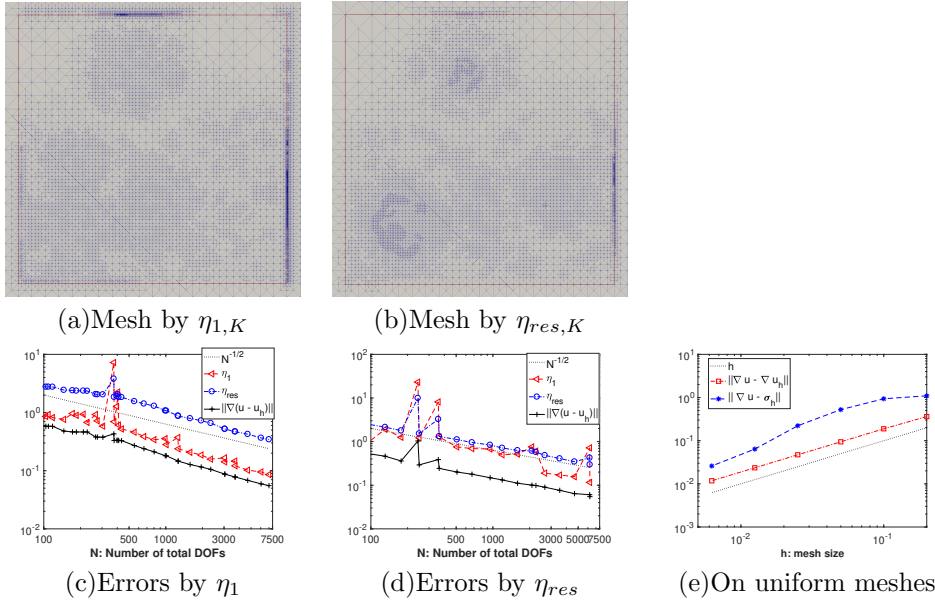 (a)Mesh by η1,K
(b)Mesh by ηres,K
10^1
10^0
10^-1
10^-2
100
500
1000
3000
7500
N: Number of total DOFs
N^-1/2
η1
ηres
||∇(u - uh)||
(c)Errors by η1
10^2
10^1
10^0
10^-1
10^-2
100
500
1000
50007500
N: Number of total DOFs
N^-1/2
η1
ηres
||∇(u - uh)||
(d)Errors by ηres
10^1
10^0
10^-1
10^-2
10^-3
10^-2
10^-1
h: mesh size
h
||∇ u - ∇ uh||
|| ∇ u - σh||
(e)On uniform meshes